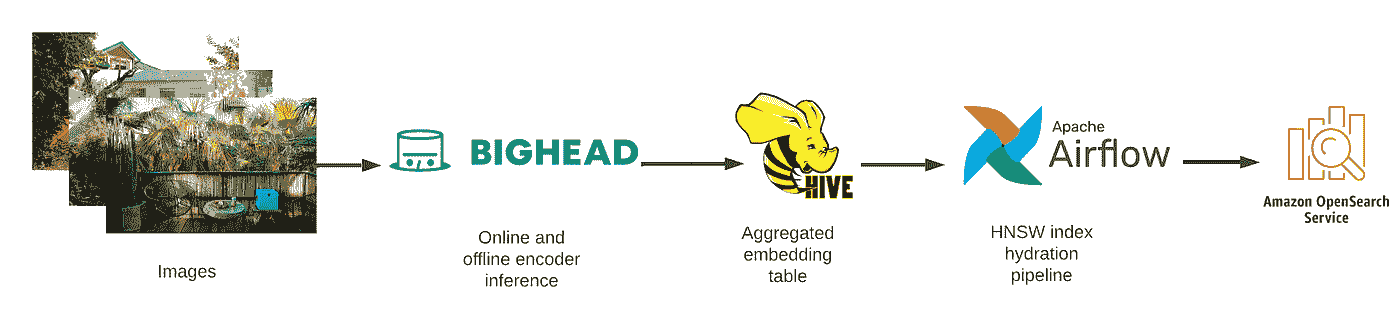 Images
BIGHEAD
Online and
offline encoder
inference
HIVE
Aggregated
embedding
table
Apache
Airflow
HNSW index
hydration
pipeline
Amazon OpenSearch
Service